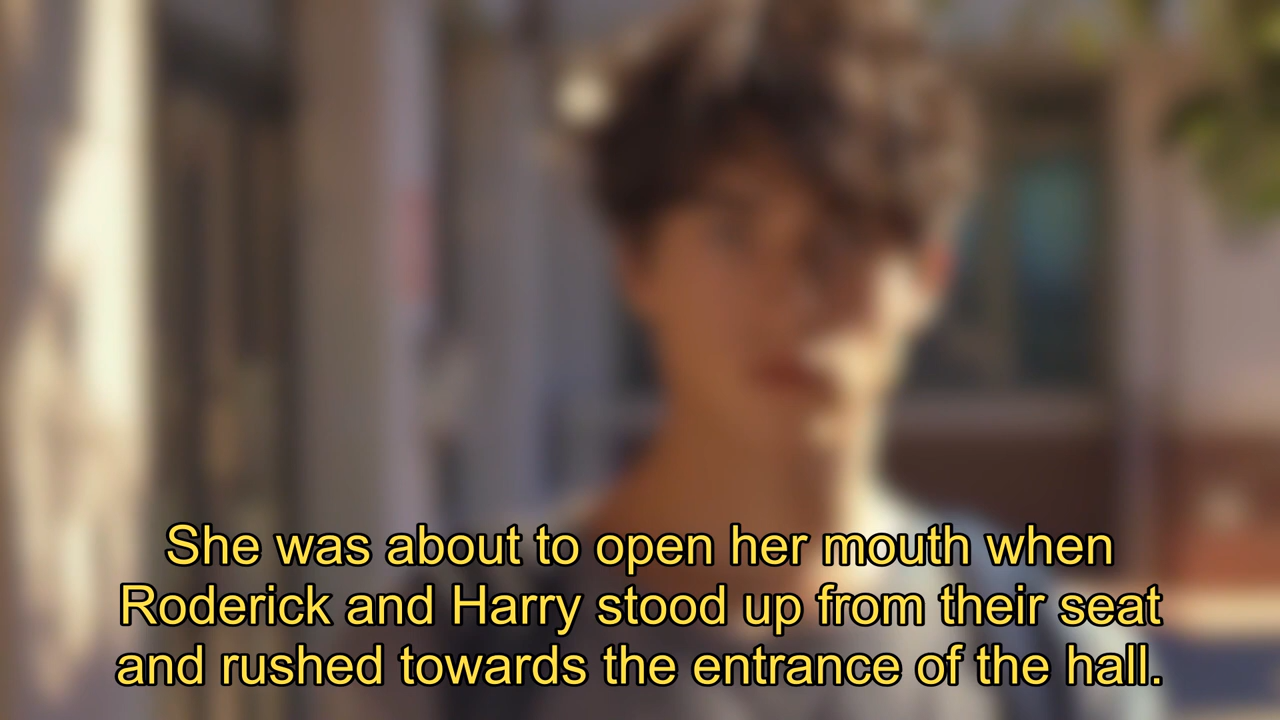 She was about to open her mouth when
Roderick and Harry stood up from their seat
and rushed towards the entrance of the hall.